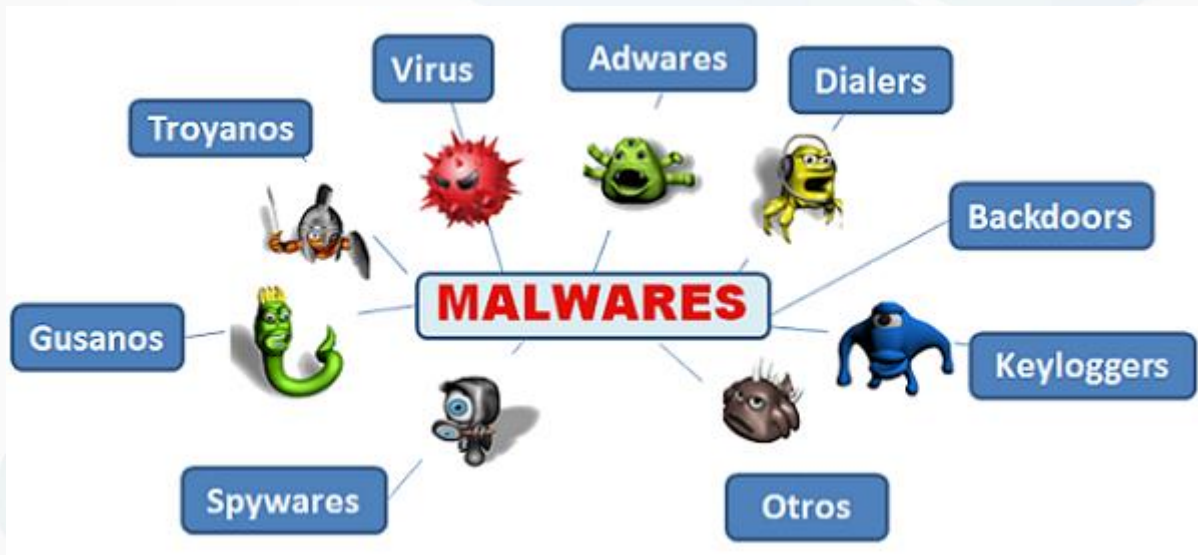 Virus
Adwares
Dialers
Troyanos
Backdoors
MALWARES
Gusanos
Keyloggers
Spywares
Otros